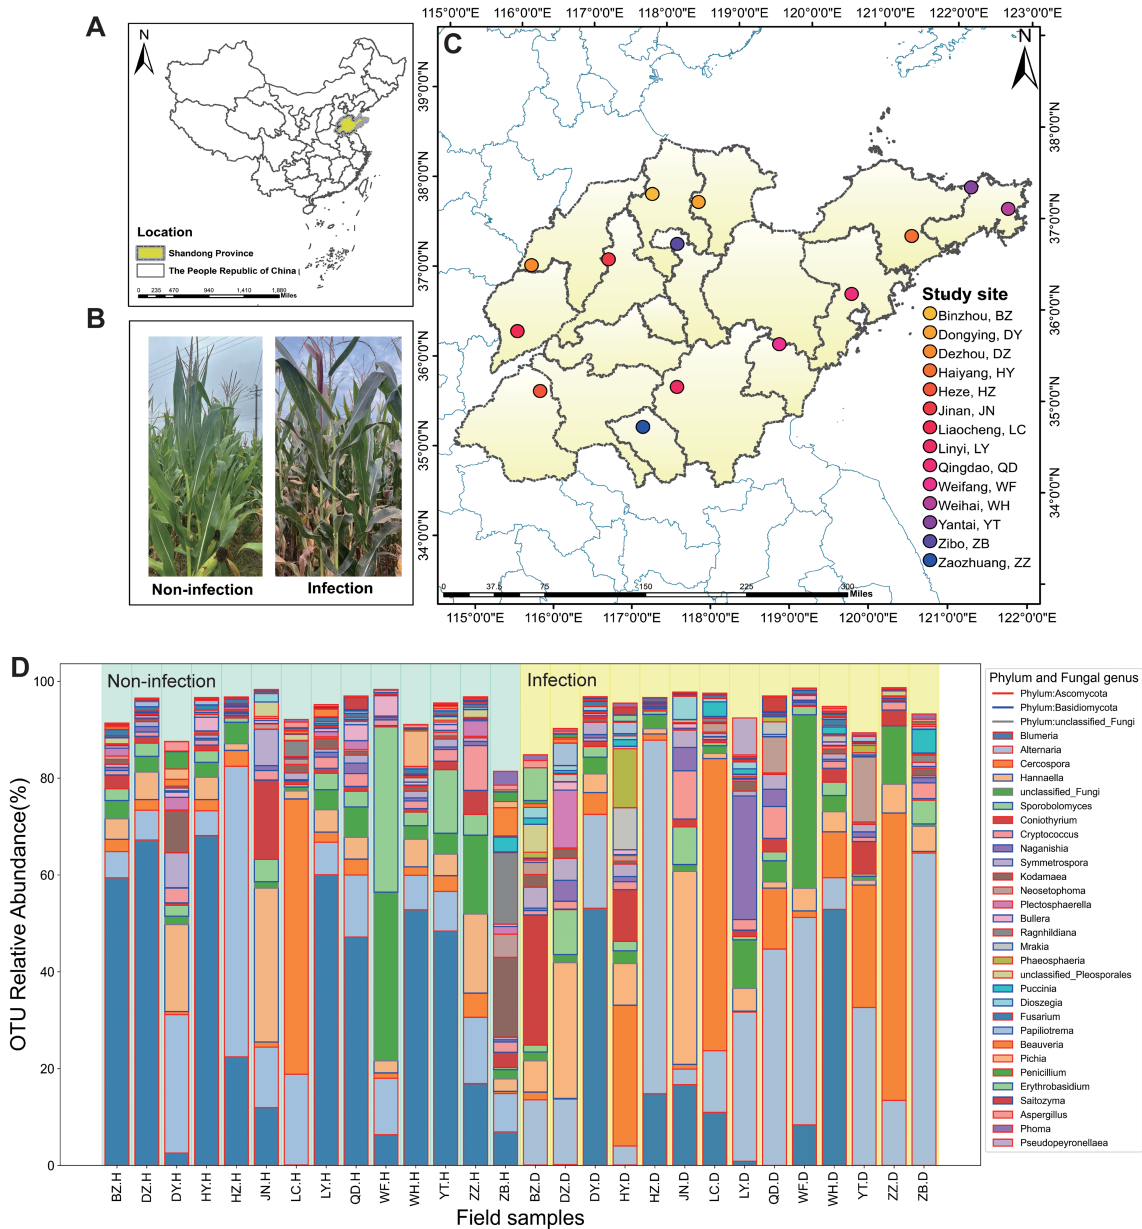 A
N
Location
Shandong Province
The People Republic of China
0 235 470 940 1,410 1,880
Miles
B
Non-infection
Infection
C
115°0'0"E 116°0'0"E 117°0'0"E 118°0'0"E 119°0'0"E 120°0'0"E 121°0'0"E 122°0'0"E 123°0'0"E
N
39°0'0"N
38°0'0"N
37°0'0"N
36°0'0"N
35°0'0"N
34°0'0"N
38°0'0"N
37°0'0"N
36°0'0"N
35°0'0"N
34°0'0"N
Study site
Binzhou, BZ
Dongying, DY
Dezhou, DZ
Haiyang, HY
Heze, HZ
Jinan, JN
Liaocheng, LC
Linyi, LY
Qingdao, QD
Weifang, WF
Weihai, WH
Yantai, YT
Zibo, ZB
Zaozhuang, ZZ
0 37.5 75 150 225 300
Miles
115°0'0"E 116°0'0"E 117°0'0"E 118°0'0"E 119°0'0"E 120°0'0"E 121°0'0"E 122°0'0"E
D
Non-infection
Infection
OTU Relative Abundance(%)
100
80
60
40
20
0
BZ.H DZ.H DY.H HY.H HZ.H JN.H LC.H LY.H QD.H WF.H WH.H YT.H ZZ.H ZB.H BZ.D DZ.D DY.D HY.D HZ.D JN.D LC.D LY.D QD.D WF.D WH.D YT.D ZZ.D ZB.D
Field samples
Phylum and Fungal genus
Phylum:Ascomycota
Phylum:Basidiomycota
Phylum:unclassified_Fungi
Blumeria
Alternaria
Cercospora
Hannaella
unclassified_Fungi
Sporobolomyces
Coniothyrium
Cryptococcus
Naganishia
Symmetrospora
Kodamaea
Neosetophoma
Plectosphaerella
Bullera
Ragnhildiana
Mrakia
Phaeosphaeria
unclassified_Pleosporales
Puccinia
Dioszegia
Fusarium
Papiliotrema
Beauveria
Pichia
Penicillium
Erythrobasidium
Saitozyma
Aspergillus
Phoma
Pseudopeyronellaea